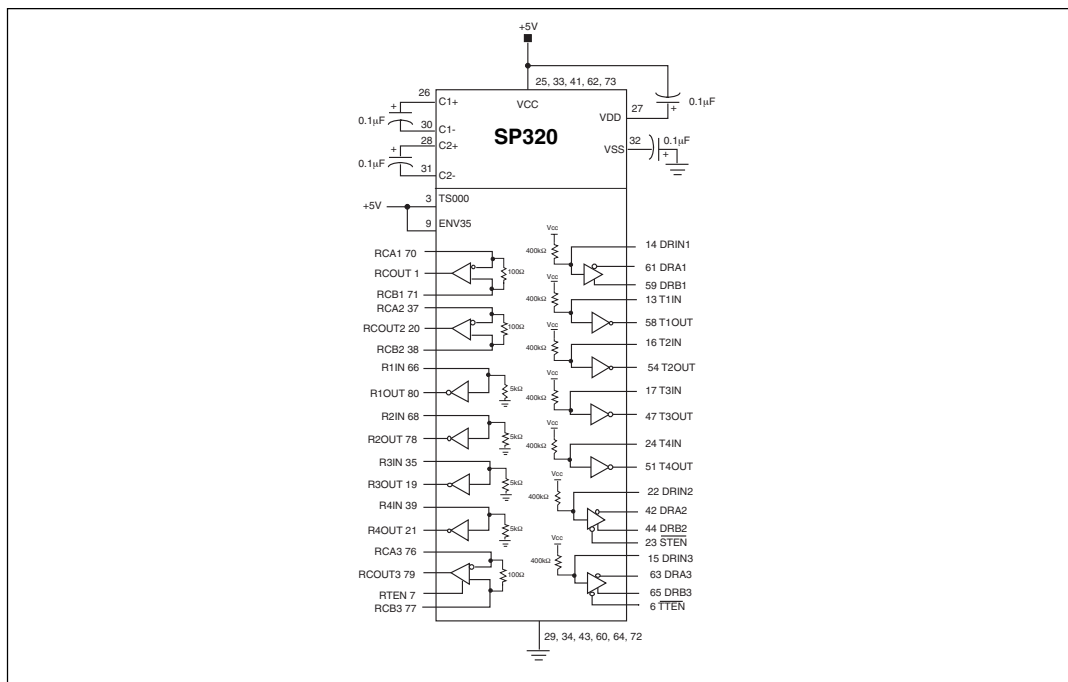 +5V
25, 33, 41, 62, 73
26
C1+
VCC
27
0.1µF
VDD
0.1µF
30
C1-
SP320
28
C2+
32
0.1µF
VSS
0.1µF
31
C2-
3
TS000
+5V
9
ENV35
RCA1 70
RCOUT 1
100Ω
RCB1 71
RCA2 37
RCOUT2 20
100Ω
RCB2 38
R1IN 66
R1OUT 80
5kΩ
R2IN 68
R2OUT 78
5kΩ
R3IN 35
R3OUT 19
5kΩ
R4IN 39
R4OUT 21
5kΩ
RCA3 76
RCOUT3 79
100Ω
RTEN 7
RCB3 77
Vcc
400kΩ
14 DRIN1
61 DRA1
59 DRB1
Vcc
400kΩ
13 T1IN
58 T1OUT
Vcc
400kΩ
16 T2IN
54 T2OUT
Vcc
400kΩ
17 T3IN
47 T3OUT
Vcc
400kΩ
24 T4IN
51 T4OUT
Vcc
400kΩ
22 DRIN2
42 DRA2
44 DRB2
23 STEN
Vcc
400kΩ
15 DRIN3
63 DRA3
65 DRB3
6 TTEN
29, 34, 43, 60, 64, 72